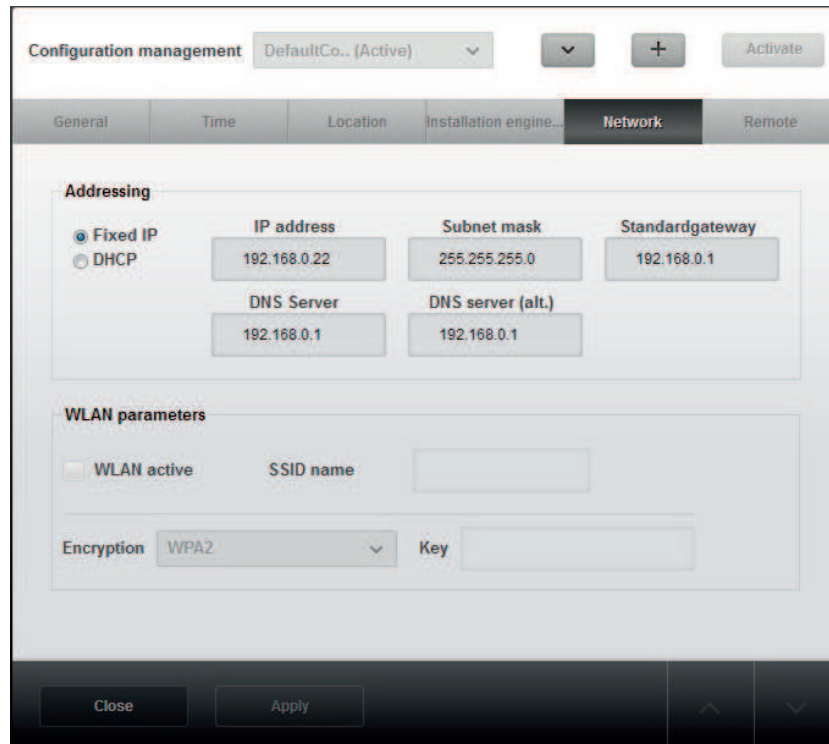 Configuration management DefaultCo.. (Active) + Activate
General Time Location Installation engine... Network Remote
Addressing
Fixed IP IP address Subnet mask Standardgateway
DHCP 192.168.0.22 255.255.255.0 192.168.0.1
DNS Server DNS server (alt.)
192.168.0.1 192.168.0.1
WLAN parameters
WLAN active SSID name
Encryption WPA2 Key
Close Apply